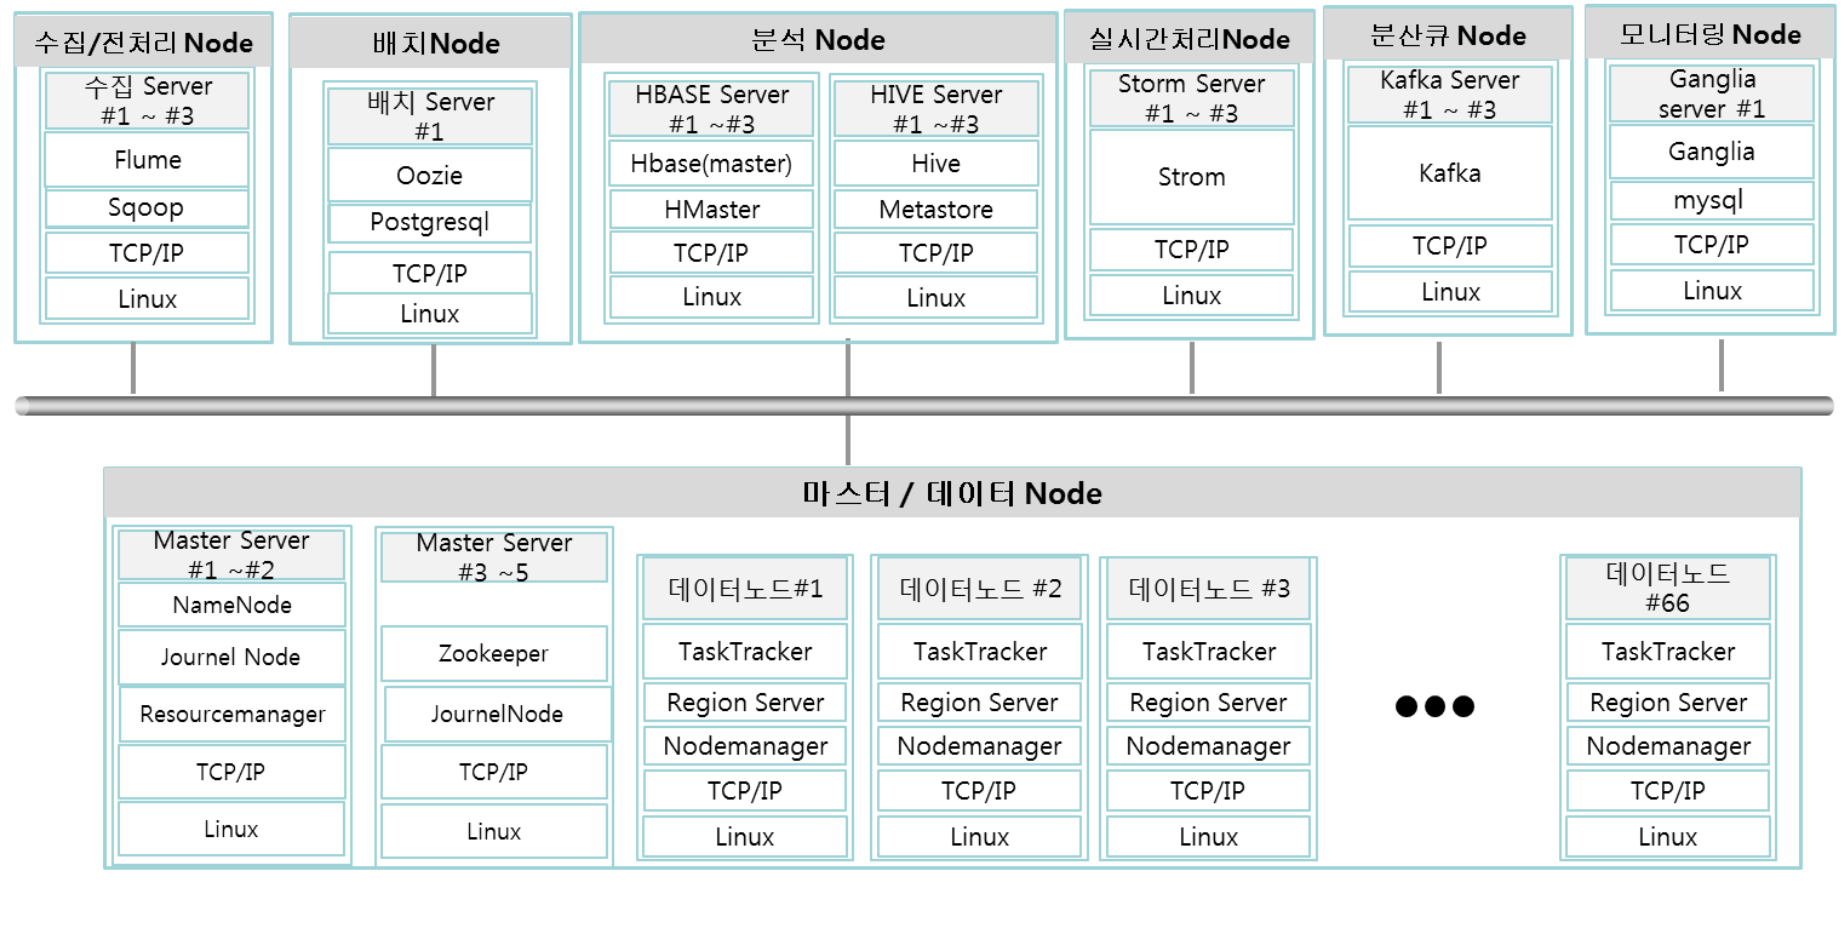 수집/전처리 Node
수집 Server
#1 ~ #3
Flume
Sqoop
TCP/IP
Linux
배치Node
배치 Server
#1
Oozie
Postgresql
TCP/IP
Linux
분석 Node
HBASE Server
#1 ~#3
Hbase(master)
HMaster
TCP/IP
Linux
HIVE Server
#1 ~#3
Hive
Metastore
TCP/IP
Linux
실시간처리Node
Storm Server
#1 ~ #3
Strom
TCP/IP
Linux
분산큐 Node
Kafka Server
#1 ~ #3
Kafka
TCP/IP
Linux
모니터링 Node
Ganglia
server #1
Ganglia
mysql
TCP/IP
Linux
마스터 / 데이터 Node
Master Server
#1 ~#2
NameNode
Journel Node
Resourcemanager
TCP/IP
Linux
Master Server
#3 ~5
Zookeeper
JournelNode
TCP/IP
Linux
데이터노드#1
TaskTracker
Region Server
Nodemanager
TCP/IP
Linux
데이터노드 #2
TaskTracker
Region Server
Nodemanager
TCP/IP
Linux
데이터노드 #3
TaskTracker
Region Server
Nodemanager
TCP/IP
Linux
데이터노드
#66
TaskTracker
Region Server
Nodemanager
TCP/IP
Linux